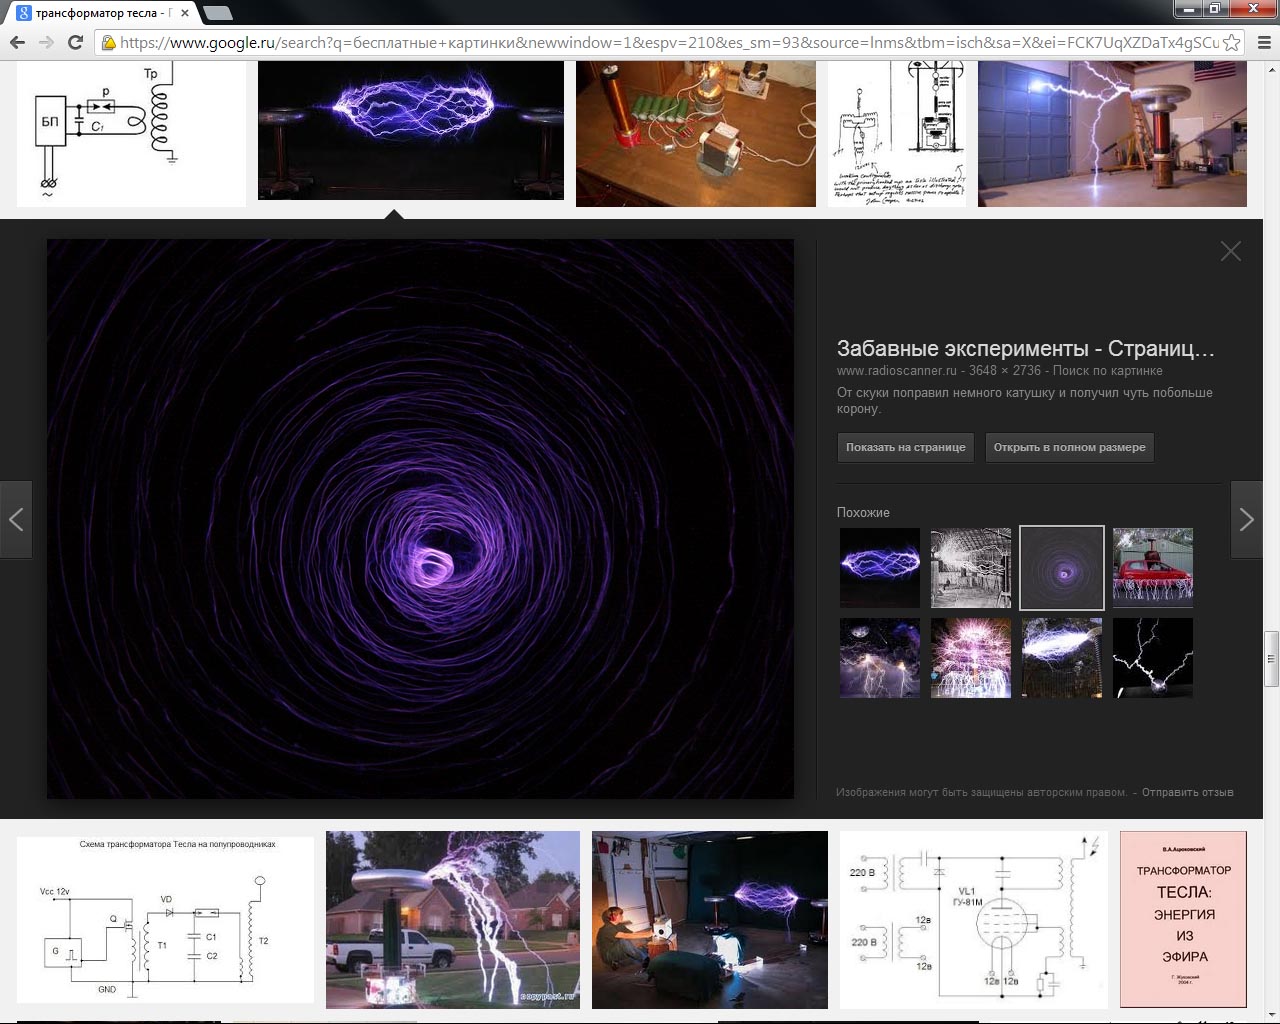 трансформатор тесла - Г
https://www.google.ru/search?q=бесплатные+картинки&newwindow=1&espv=210&es_sm=93&source=lnms&tbm=isch&sa=X&ei=FCK7UqXZDaTx4gSCu
Тр
р
БП
C1
~
Забавные эксперименты - Страниц…
www.radioscanner.ru - 3648 × 2736 - Поиск по картинке
От скуки поправил немного катушку и получил чуть побольше
корону.
Показать на странице
Открыть в полном размере
Похожие
Изображения могут быть защищены авторским правом. - Отправить отзыв
Схема трансформатора Тесла на полупроводниках
Vcc 12v
VD
Q
G
T1
C1
C2
T2
GND
copypast.ru
220 В
VL1
ГУ-81М
12в
220 В
12в
12в 12в
В.А.Ацюковский
ТРАНСФОРМАТОР
ТЕСЛА:
ЭНЕРГИЯ
ИЗ
ЭФИРА
Г. Жуковский
2004 г.